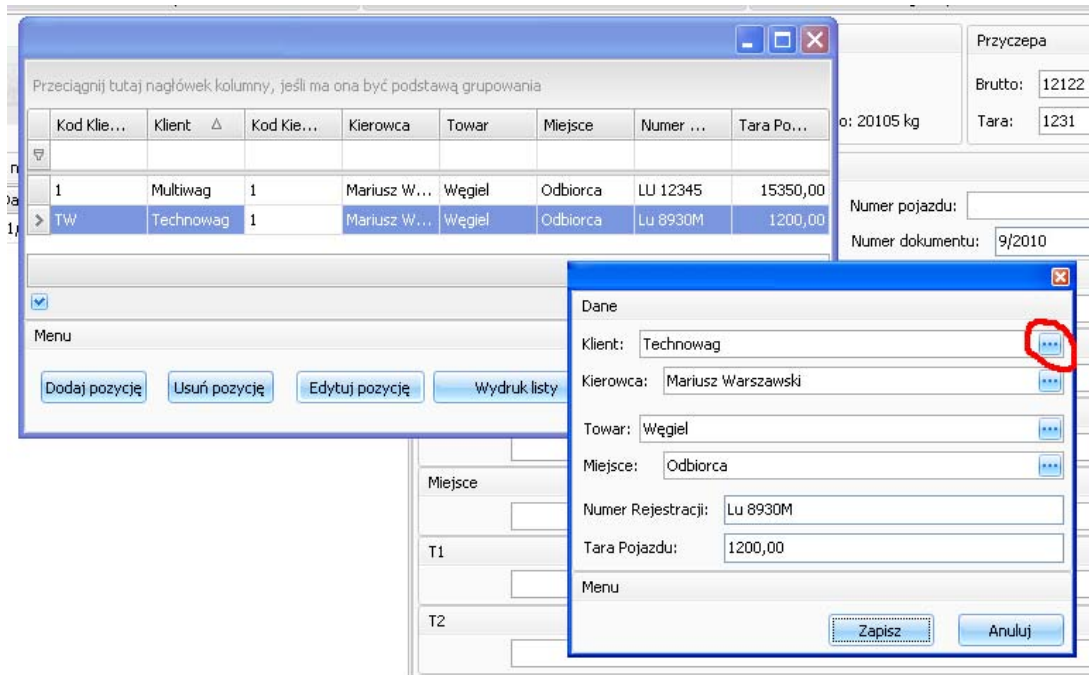 Przeciągnij tutaj nagłówek kolumny, jeśli ma ona być podstawą grupowania
Kod Klie... Klient Kod Kie... Kierowca Towar Miejsce Numer ... Tara Po...
1 Multiwag 1 Mariusz W... Węgiel Odbiorca LU 12345 15350,00
TW Technowag 1 Mariusz W... Węgiel Odbiorca Lu 8930M 1200,00
Menu
Dodaj pozycję Usuń pozycję Edytuj pozycję Wydruk listy
Przyczepa
Brutto: 12122
o: 20105 kg Tara: 1231
Numer pojazdu:
Numer dokumentu: 9/2010
Dane
Klient: Technowag ...
Kierowca: Mariusz Warszawski ...
Towar: Węgiel ...
Miejsce: Odbiorca ...
Numer Rejestracji: Lu 8930M
Tara Pojazdu: 1200,00
Menu
Zapisz Anuluj
Miejsce
T1
T2